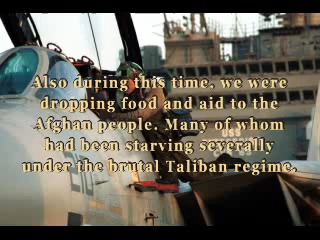 Also during this time, we were
dropping food and aid to the
Afghan people. Many of whom
had been starving severally
under the brutal Taliban regime.
USS